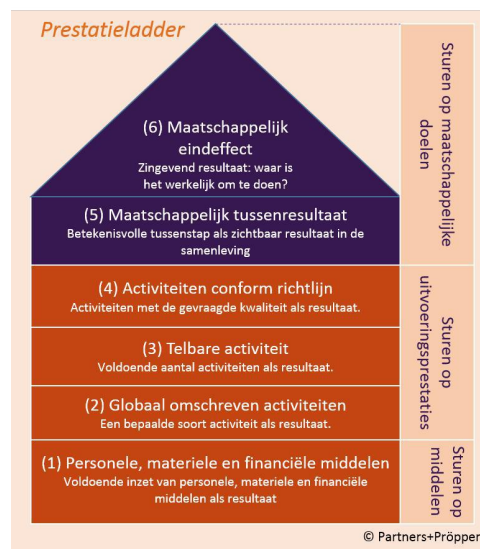 Prestatieladder
(6) Maatschappelijk
eindeffect
Zingevend resultaat: waar is
het werkelijk om te doen?
(5) Maatschappelijk tussenresultaat
Betekenisvolle tussenstap als zichtbaar resultaat in de
samenleving
Sturen op maatschappelijke
doelen
(4) Activiteiten conform richtlijn
Activiteiten met de gevraagde kwaliteit als resultaat.
(3) Telbare activiteit
Voldoende aantal activiteiten als resultaat.
(2) Globaal omschreven activiteiten
Een bepaalde soort activiteit als resultaat.
Sturen op
uitvoeringsprestaties
(1) Personele, materiele en financiële middelen
Voldoende inzet van personele, materiele en financiële
middelen als resultaat
Sturen op
middelen
© Partners+Pröpper